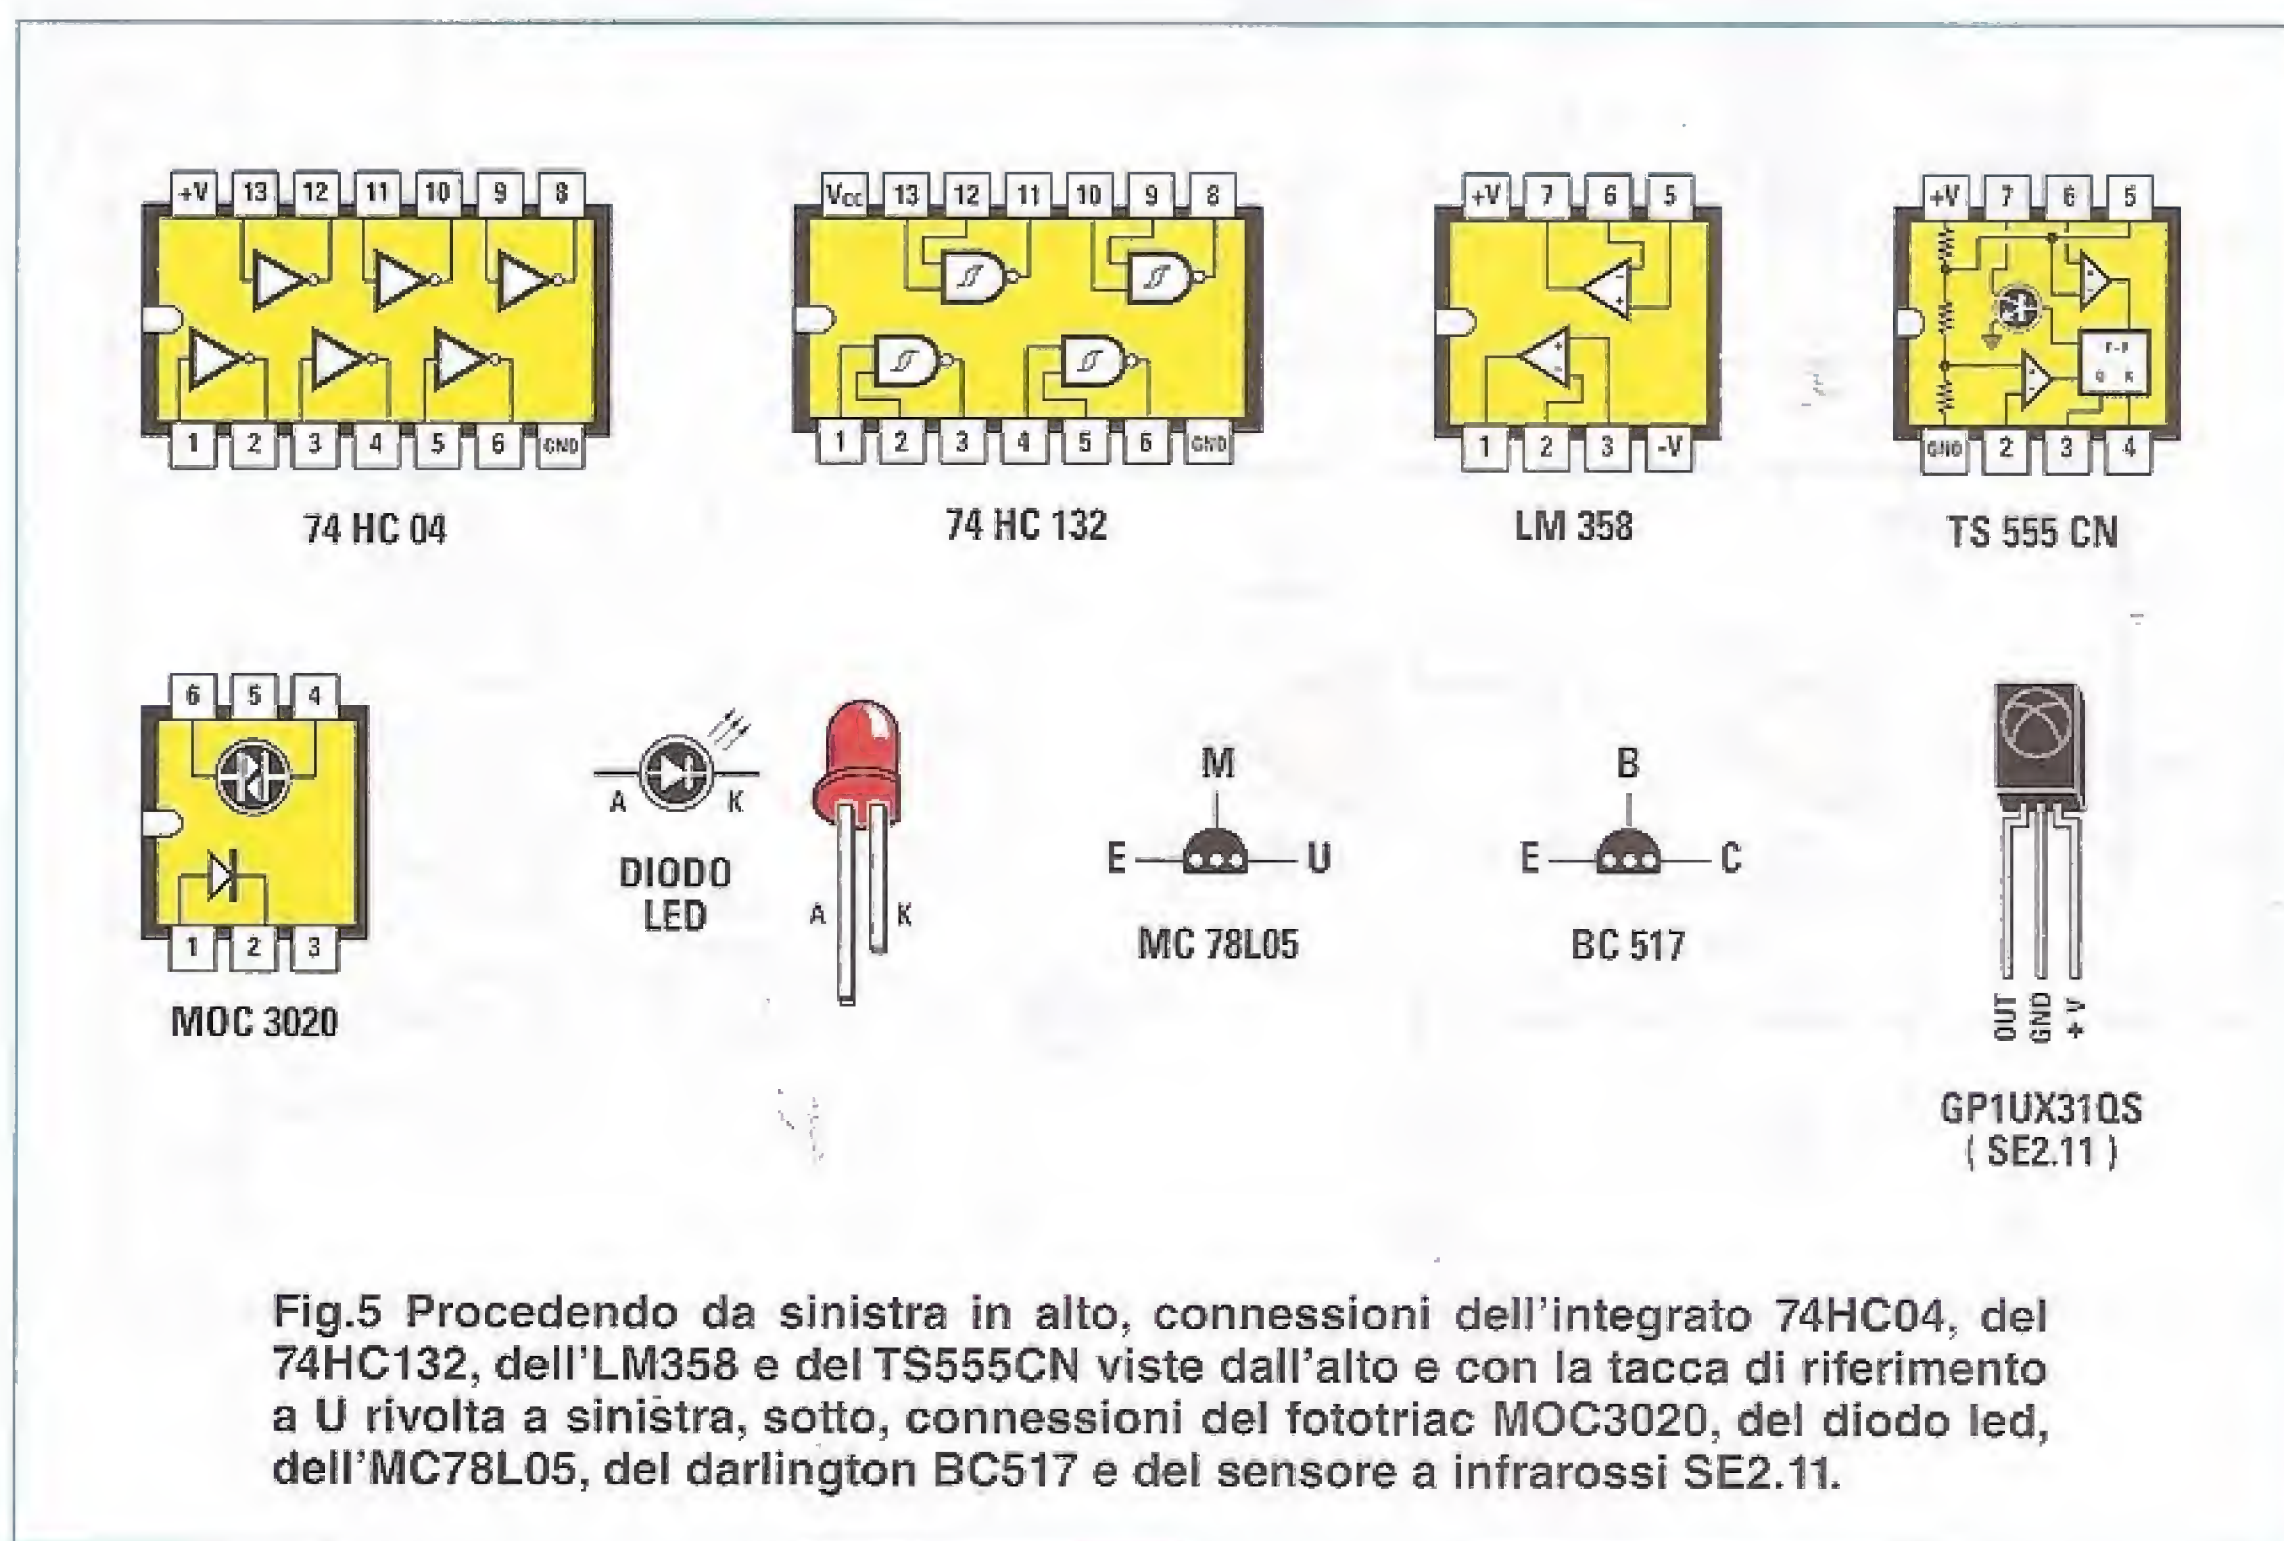 +V 13 12 11 10 9 8
1 2 3 4 5 6 GND
74 HC 04
Vcc 13 12 11 10 9 8
1 2 3 4 5 6 GND
74 HC 132
+V 7 6 5
1 2 3 -V
LM 358
+V 7 6 5
F-F
Q R
GND 2 3 4
TS 555 CN
6 5 4
1 2 3
MOC 3020
A K
DIODO
LED
A K
M
E U
MC 78L05
B
E C
BC 517
OUT
GND
+V
GP1UX31QS
( SE2.11 )
Fig.5 Procedendo da sinistra in alto, connessioni dell'integrato 74HC04, del
74HC132, dell'LM358 e del TS555CN viste dall'alto e con la tacca di riferimento
a U rivolta a sinistra, sotto, connessioni del fototriac MOC3020, del diodo led,
dell'MC78L05, del darlington BC517 e del sensore a infrarossi SE2.11.